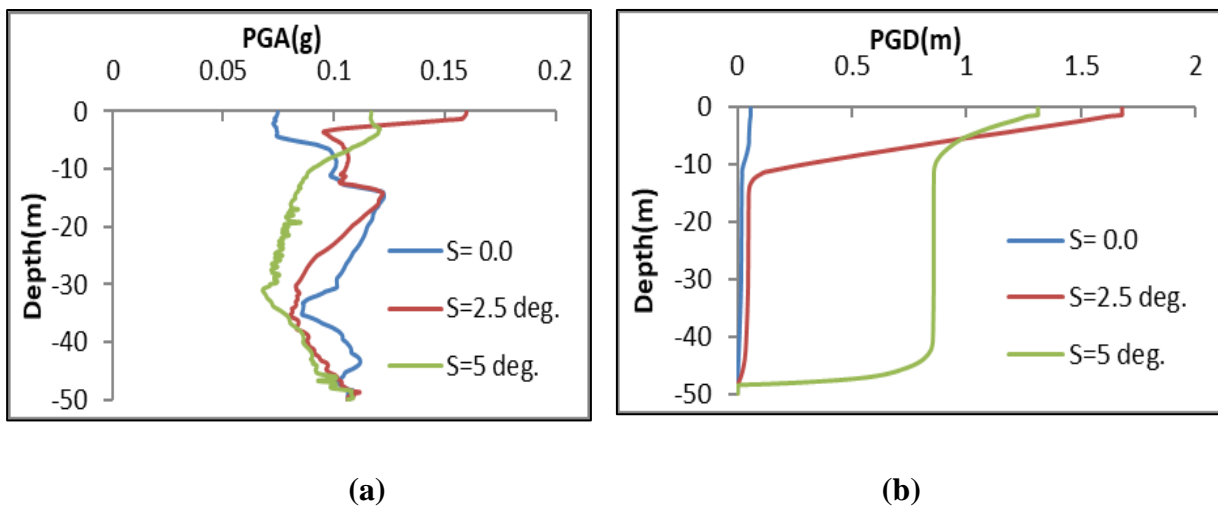 PGA(g)
0 0.05 0.1 0.15 0.2
0
-10
-20
-30
-40
-50
Depth(m)
S= 0.0
S=2.5 deg.
S=5 deg.
(a)
PGD(m)
0 0.5 1 1.5 2
0
-10
-20
-30
-40
-50
Depth(m)
S= 0.0
S=2.5 deg.
S=5 deg.
(b)